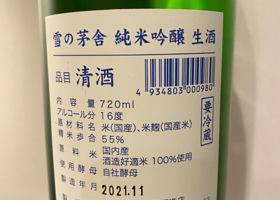 雪の茅舎 純米吟醸 生酒
品目 清酒
4 934803 000980
要冷蔵
内容量 720ml
アルコール分 16度
原材料名 米(国産)、米麹(国産米)
精米歩合 55%
原料米 国内産
酒造好適米 100%使用
使用酵母 自社酵母
製造年月 2021.11